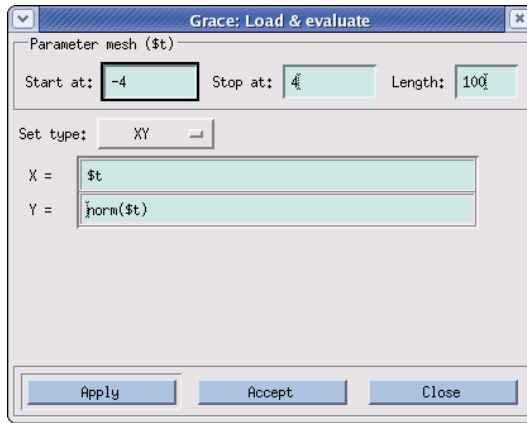 Grace: Load & evaluate
Parameter mesh ($t)
Start at: -4 Stop at: 4 Length: 100
Set type: XY
X = $t
Y = norm($t)
Apply Accept Close